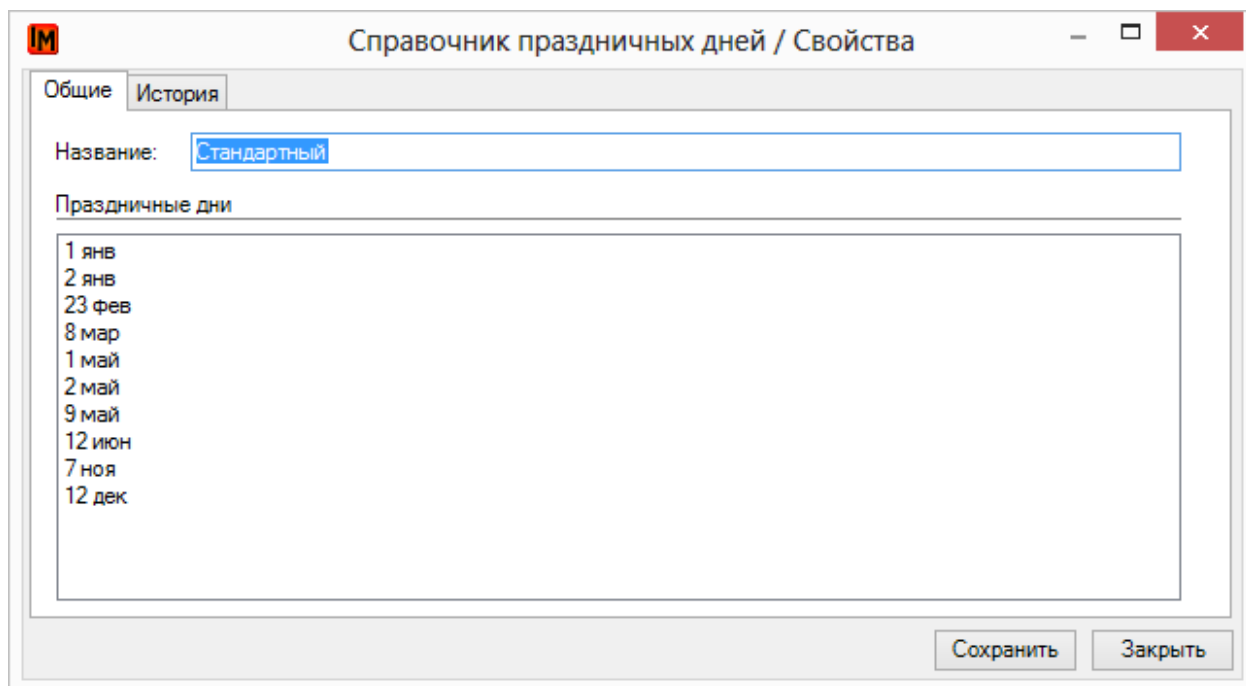 IM
Справочник праздничных дней / Свойства
Общие История
Название: Стандартный
Праздничные дни
1 янв
2 янв
23 фев
8 мар
1 май
2 май
9 май
12 июн
7 ноя
12 дек
Сохранить Закрыть